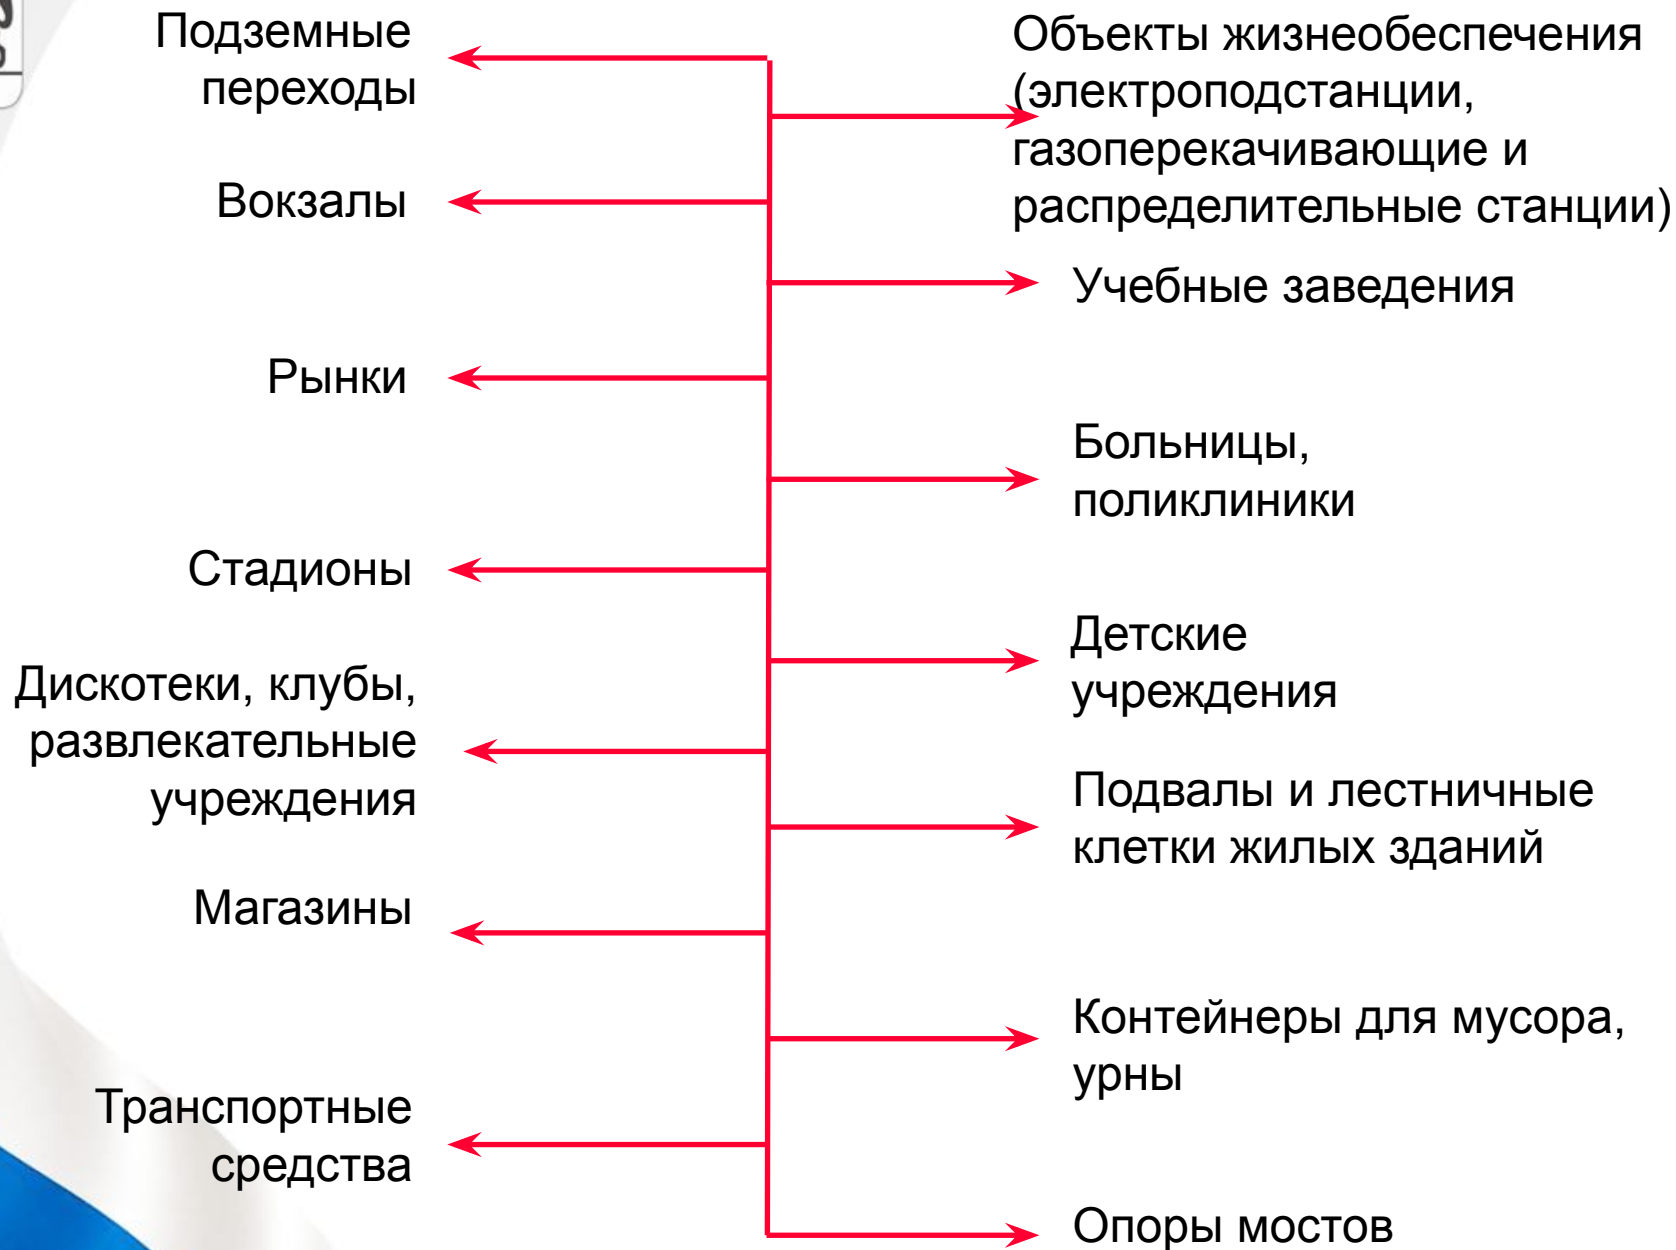 Подземные
переходы
Вокзалы
Рынки
Стадионы
Дискотеки, клубы,
развлекательные
учреждения
Магазины
Транспортные
средства
Объекты жизнеобеспечения
(электроподстанции,
газоперекачивающие и
распределительные станции)
Учебные заведения
Больницы,
поликлиники
Детские
учреждения
Подвалы и лестничные
клетки жилых зданий
Контейнеры для мусора,
урны
Опоры мостов